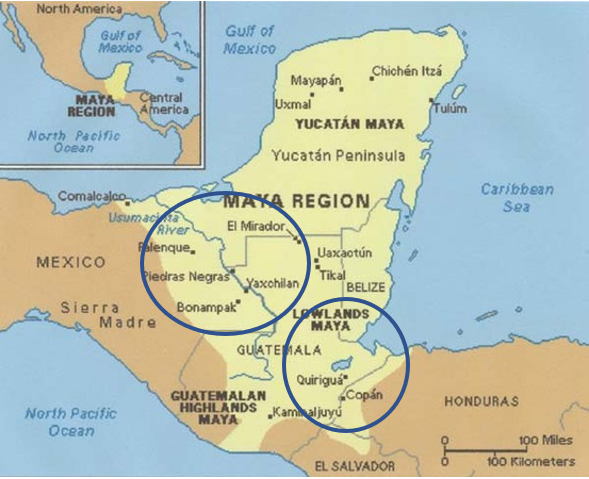 North America
Gulf of
Mexico
MAYA
REGION
Central
America
North Pacific
Ocean
Gulf of
Mexico
Mayapán
Chichén Itzá
Uxmal
Tulúm
YUCATÁN MAYA
Yucatán Peninsula
Caribbean
Sea
Comalcalco
MAYA REGION
Usumacinta
River
El Mirador
Palenque
Uaxaotún
MEXICO
Piedras Negras
Tikal
Yaxchilan
BELIZE
Bonampak
Sierra
Madre
LOWLANDS
MAYA
GUATEMALA
Quiriguá
Copán
GUATEMALAN
HIGHLANDS
MAYA
Kaminaljuyú
HONDURAS
North Pacific
Ocean
EL SALVADOR
0 100 Miles
0 100 Kilometers